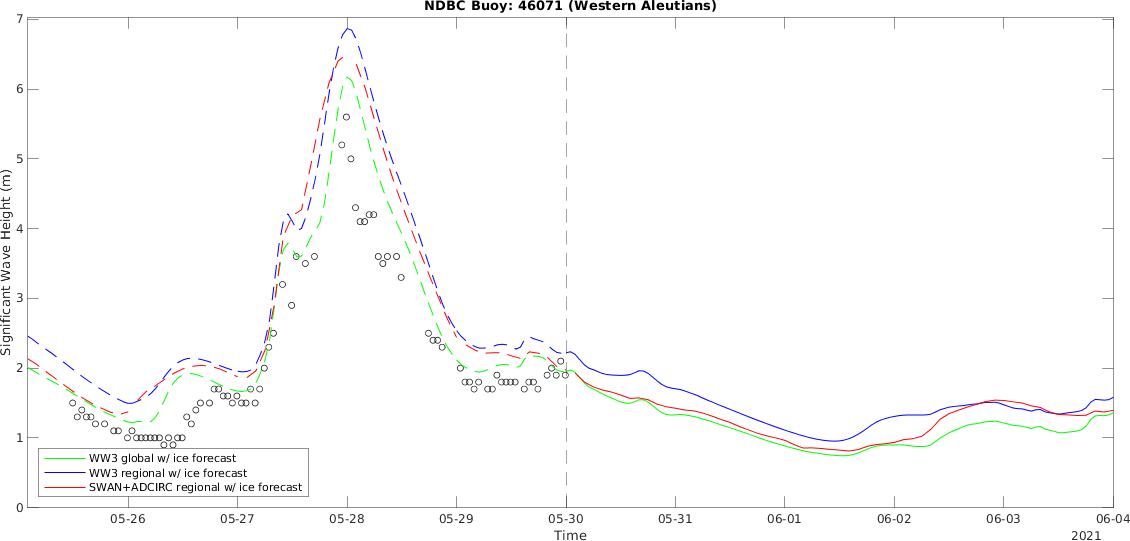 NDBC Buoy: 46071 (Western Aleutians)
7
6
5
4
3
2
1
0
Significant Wave Height (m)
WW3 global w/ ice forecast
WW3 regional w/ ice forecast
SWAN+ADCIRC regional w/ ice forecast
05-26 05-27 05-28 05-29 05-30 05-31 06-01 06-02 06-03 06-04
Time
2021